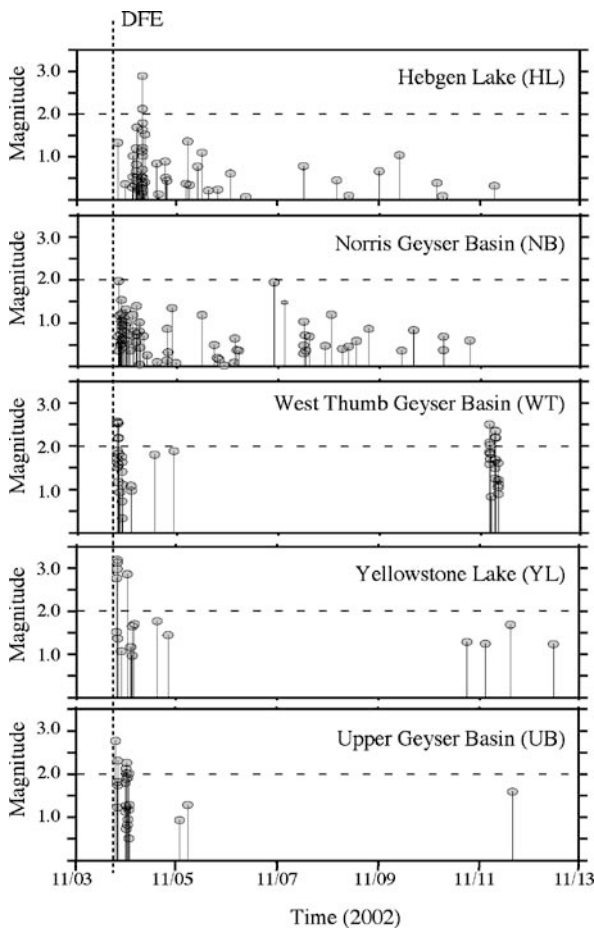 DFE
Magnitude
3.0
2.0
1.0
Hebgen Lake (HL)
Magnitude
3.0
2.0
1.0
Norris Geyser Basin (NB)
Magnitude
3.0
2.0
1.0
West Thumb Geyser Basin (WT)
Magnitude
3.0
2.0
1.0
Yellowstone Lake (YL)
Magnitude
3.0
2.0
1.0
Upper Geyser Basin (UB)
11/03 11/05 11/07 11/09 11/11 11/13
Time (2002)